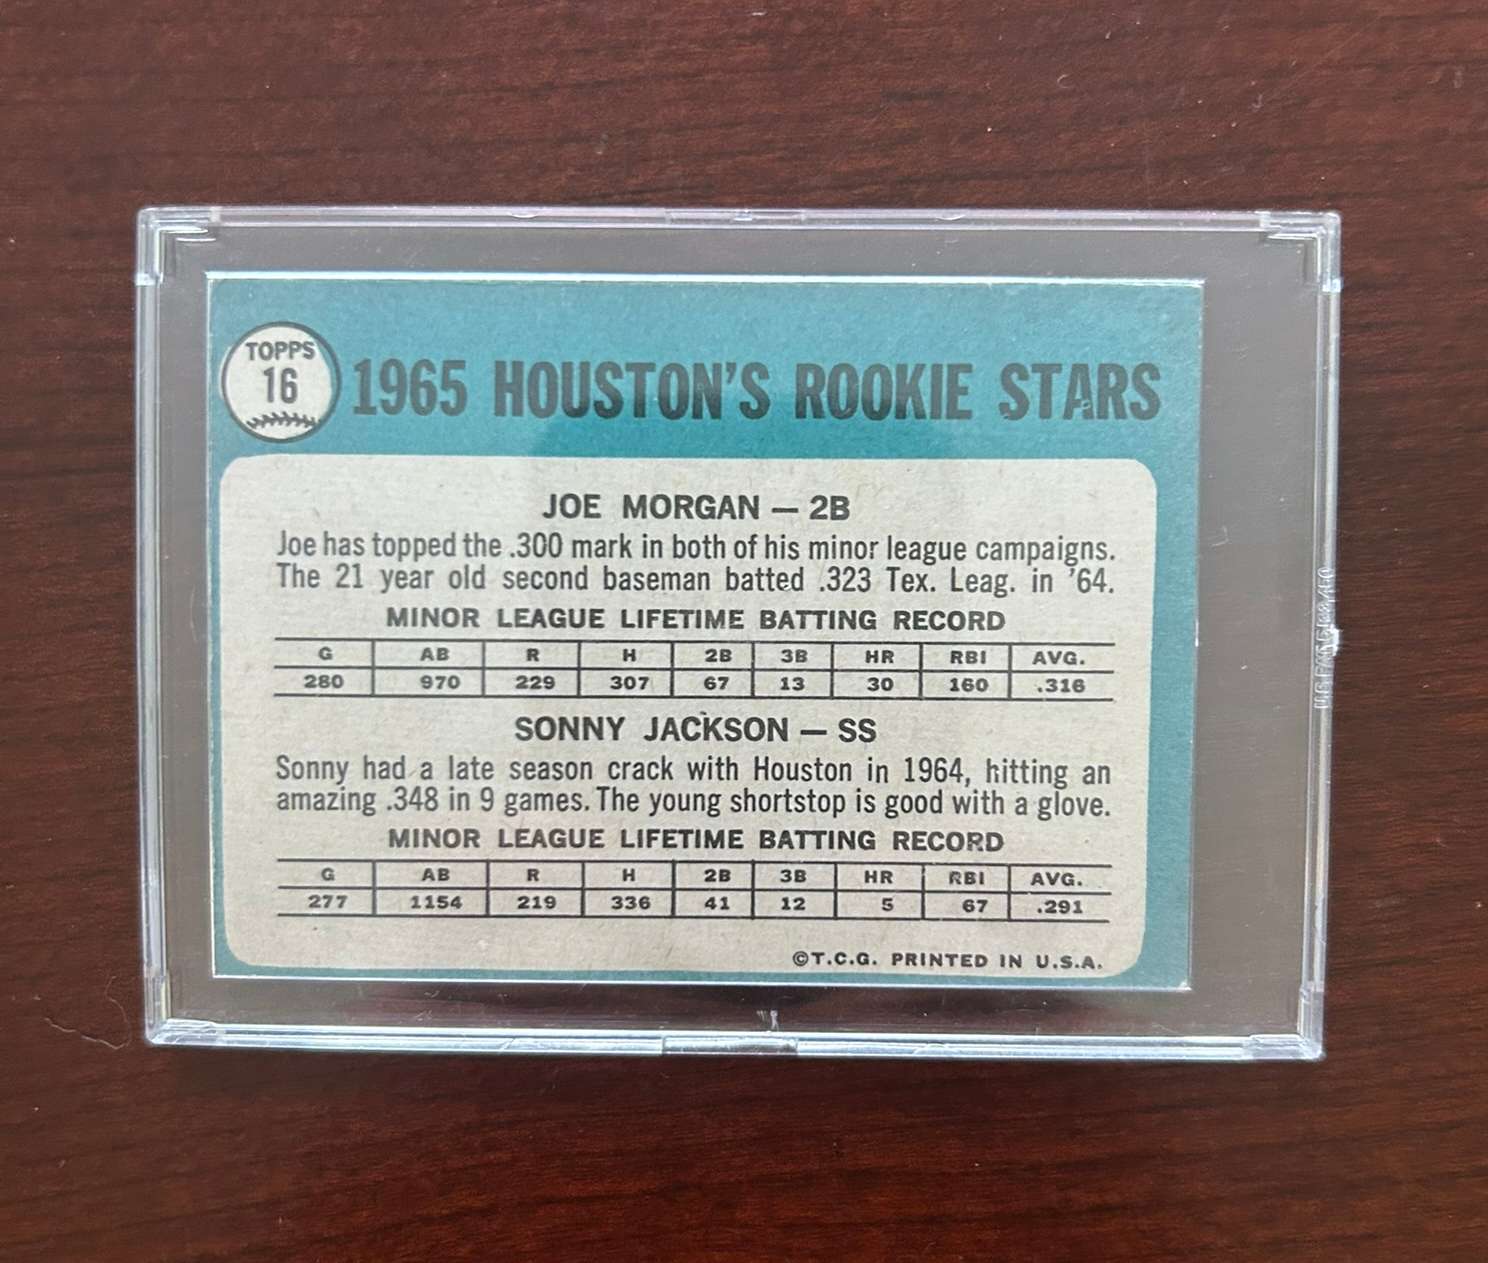 TOPPS
16
1965 HOUSTON'S ROOKIE STARS
JOE MORGAN — 2B
Joe has topped the .300 mark in both of his minor league campaigns.
The 21 year old second baseman batted .323 Tex. Leag. in '64.
MINOR LEAGUE LIFETIME BATTING RECORD
G AB R H 2B 3B HR RBI AVG.
280 970 229 307 67 13 30 160 .316
SONNY JACKSON — SS
Sonny had a late season crack with Houston in 1964, hitting an
amazing .348 in 9 games. The young shortstop is good with a glove.
MINOR LEAGUE LIFETIME BATTING RECORD
G AB R H 2B 3B HR RBI AVG.
277 1154 219 336 41 12 5 67 .291
©T.C.G. PRINTED IN U.S.A.